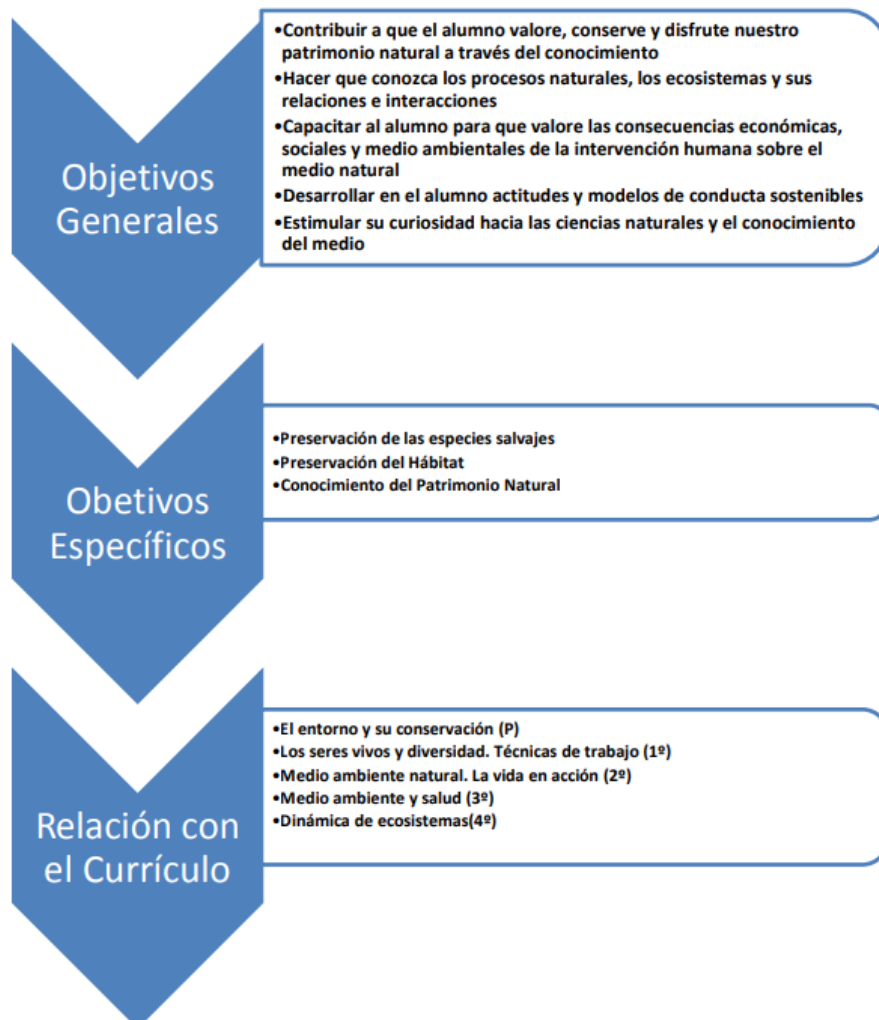 Objetivos
Generales
•Contribuir a que el alumno valore, conserve y disfrute nuestro
patrimonio natural a través del conocimiento
•Hacer que conozca los procesos naturales, los ecosistemas y sus
relaciones e interacciones
•Capacitar al alumno para que valore las consecuencias económicas,
sociales y medio ambientales de la intervención humana sobre el
medio natural
•Desarrollar en el alumno actitudes y modelos de conducta sostenibles
•Estimular su curiosidad hacia las ciencias naturales y el conocimiento
del medio
Obetivos
Específicos
•Preservación de las especies salvajes
•Preservación del Hábitat
•Conocimiento del Patrimonio Natural
Relación con
el Currículo
•El entorno y su conservación (P)
•Los seres vivos y diversidad. Técnicas de trabajo (1º)
•Medio ambiente natural. La vida en acción (2º)
•Medio ambiente y salud (3º)
•Dinámica de ecosistemas(4º)